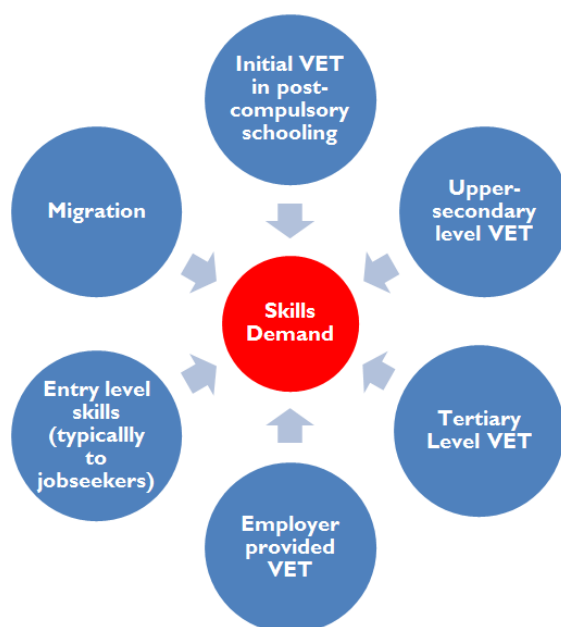 Initial VET
in post-
compulsory
schooling
Upper-
secondary
level VET
Tertiary
Level VET
Employer
provided
VET
Entry level
skills
(typicallly to
jobseekers)
Migration
Skills
Demand